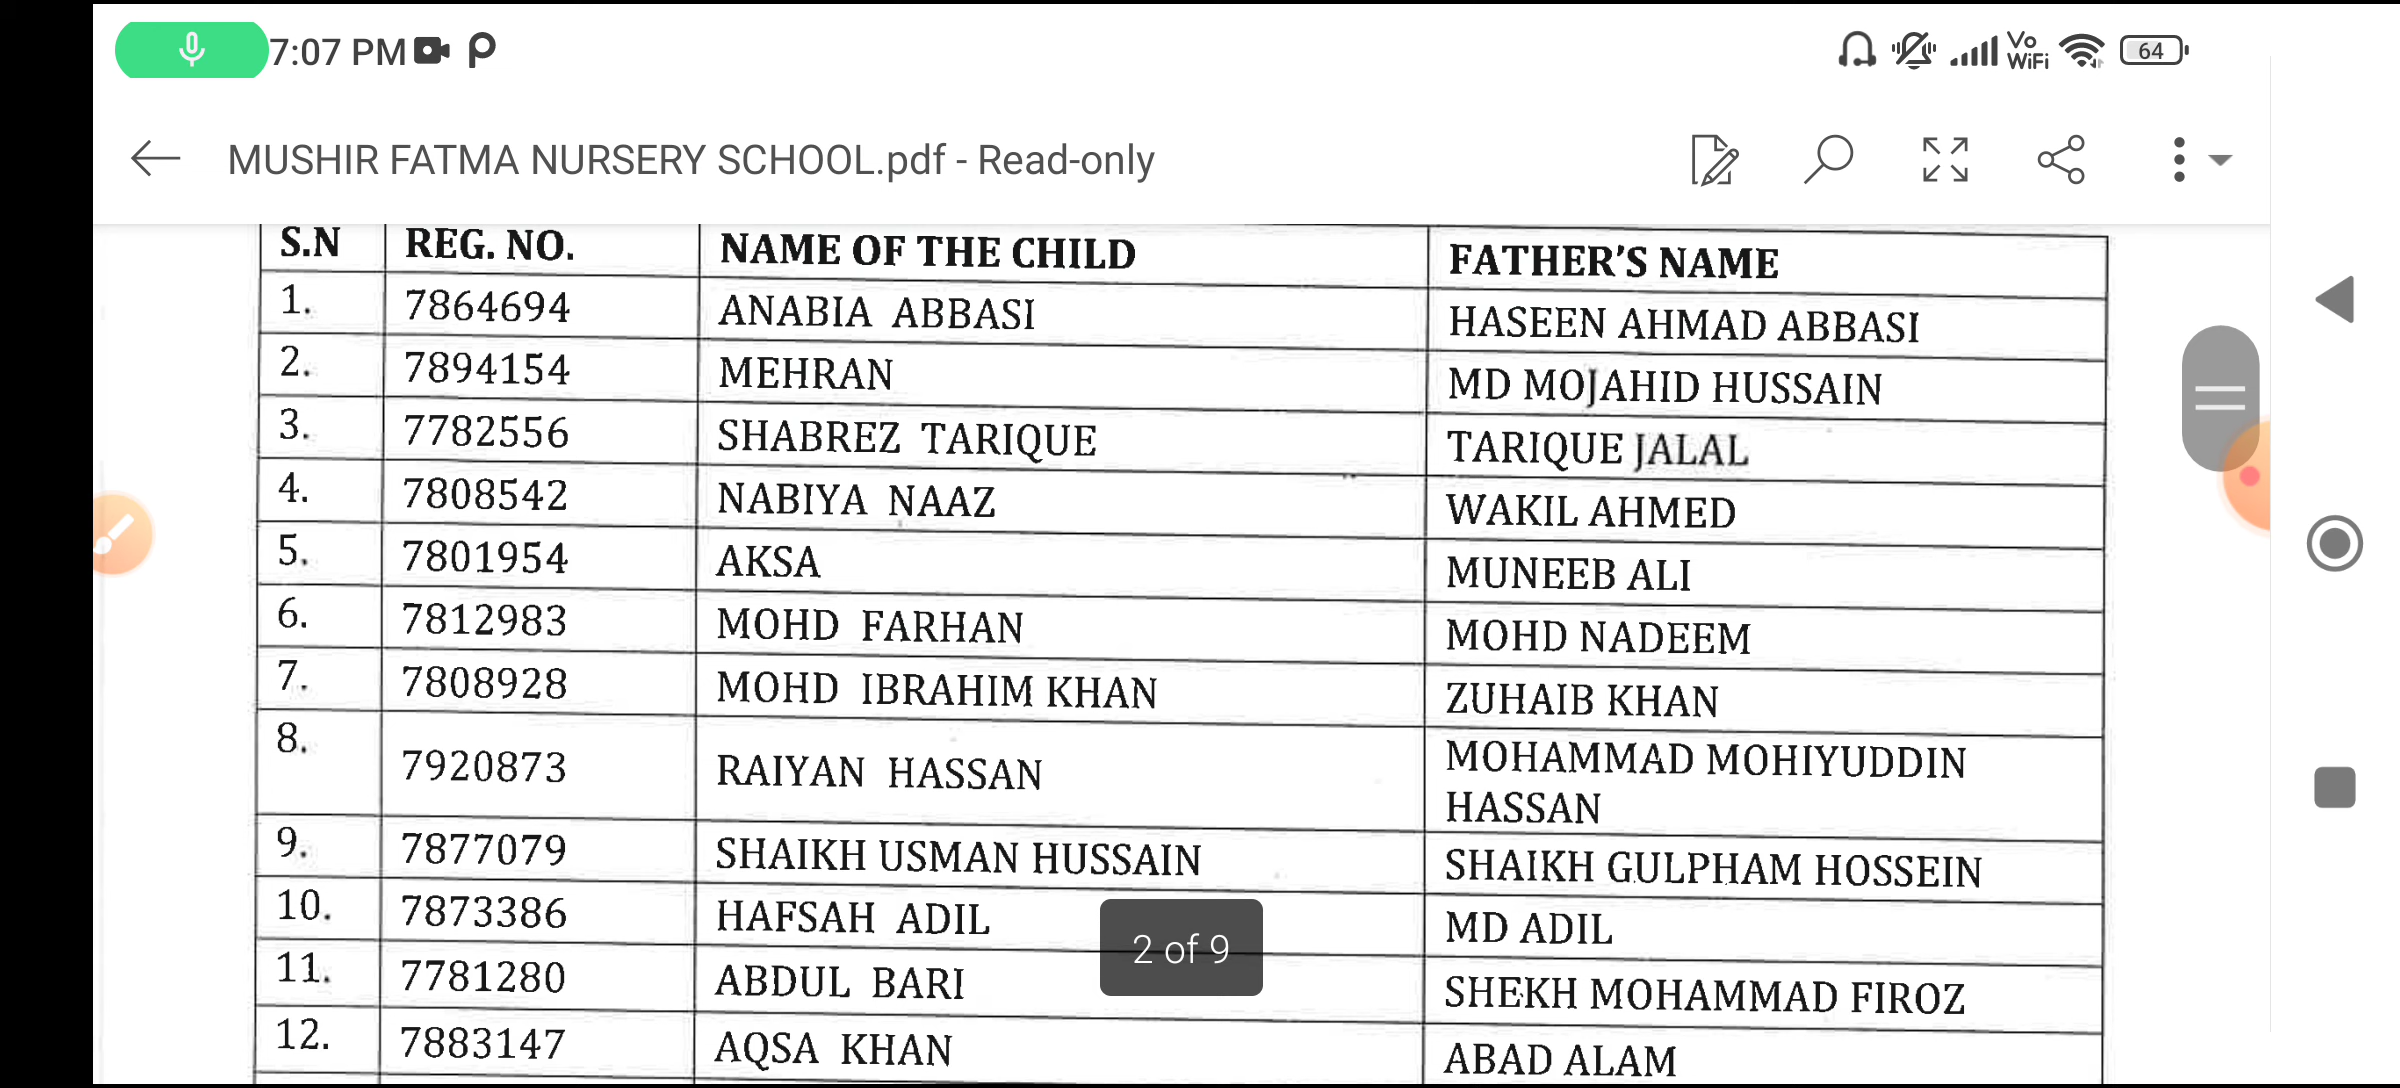 7:07 PM
Vo
WiFi
64
MUSHIR FATMA NURSERY SCHOOL.pdf - Read-only
S.N REG. NO. NAME OF THE CHILD FATHER'S NAME
1. 7864694 ANABIA ABBASI HASEEN AHMAD ABBASI
2. 7894154 MEHRAN MD MOJAHID HUSSAIN
3. 7782556 SHABREZ TARIQUE TARIQUE JALAL
4. 7808542 NABIYA NAAZ WAKIL AHMED
5. 7801954 AKSA MUNEEB ALI
6. 7812983 MOHD FARHAN MOHD NADEEM
7. 7808928 MOHD IBRAHIM KHAN ZUHAIB KHAN
8. 7920873 RAIYAN HASSAN MOHAMMAD MOHIYUDDIN
HASSAN
9. 7877079 SHAIKH USMAN HUSSAIN SHAIKH GULPHAM HOSSEIN
10. 7873386 HAFSAH ADIL MD ADIL
2 of 9
11. 7781280 ABDUL BARI SHEKH MOHAMMAD FIROZ
12. 7883147 AQSA KHAN ABAD ALAM